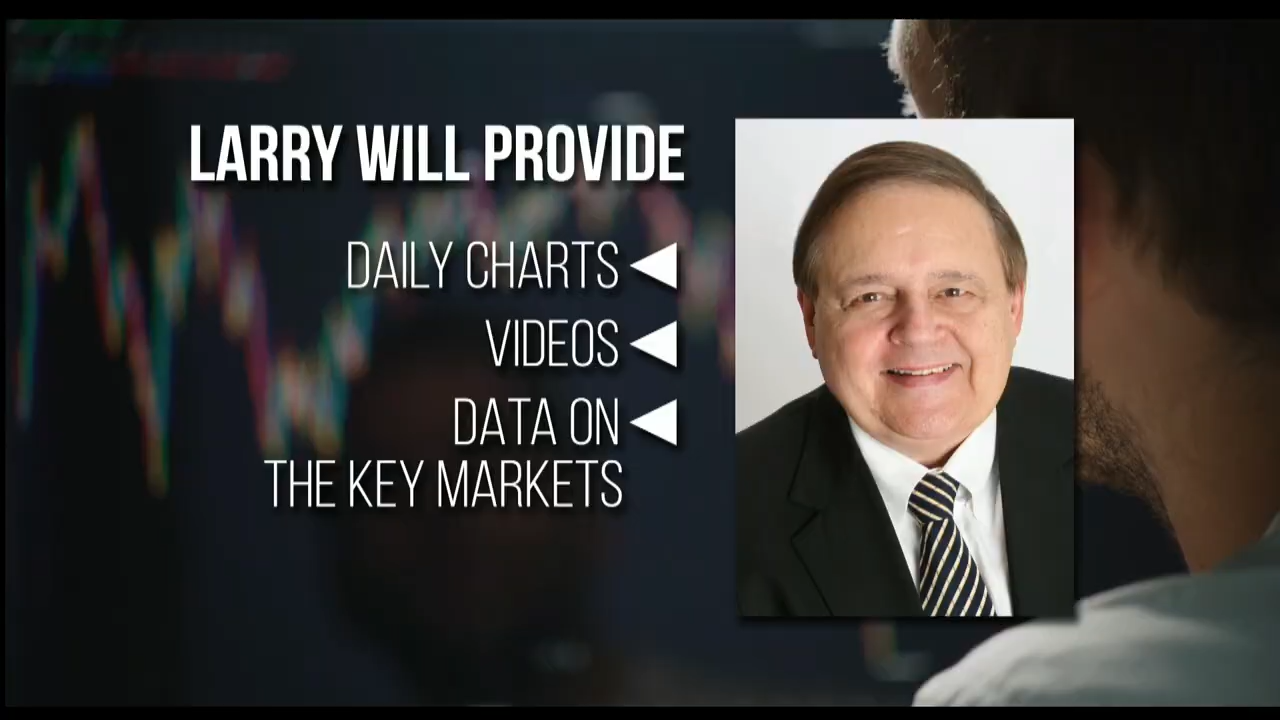 LARRY WILL PROVIDE
DAILY CHARTS
VIDEOS
DATA ON
THE KEY MARKETS